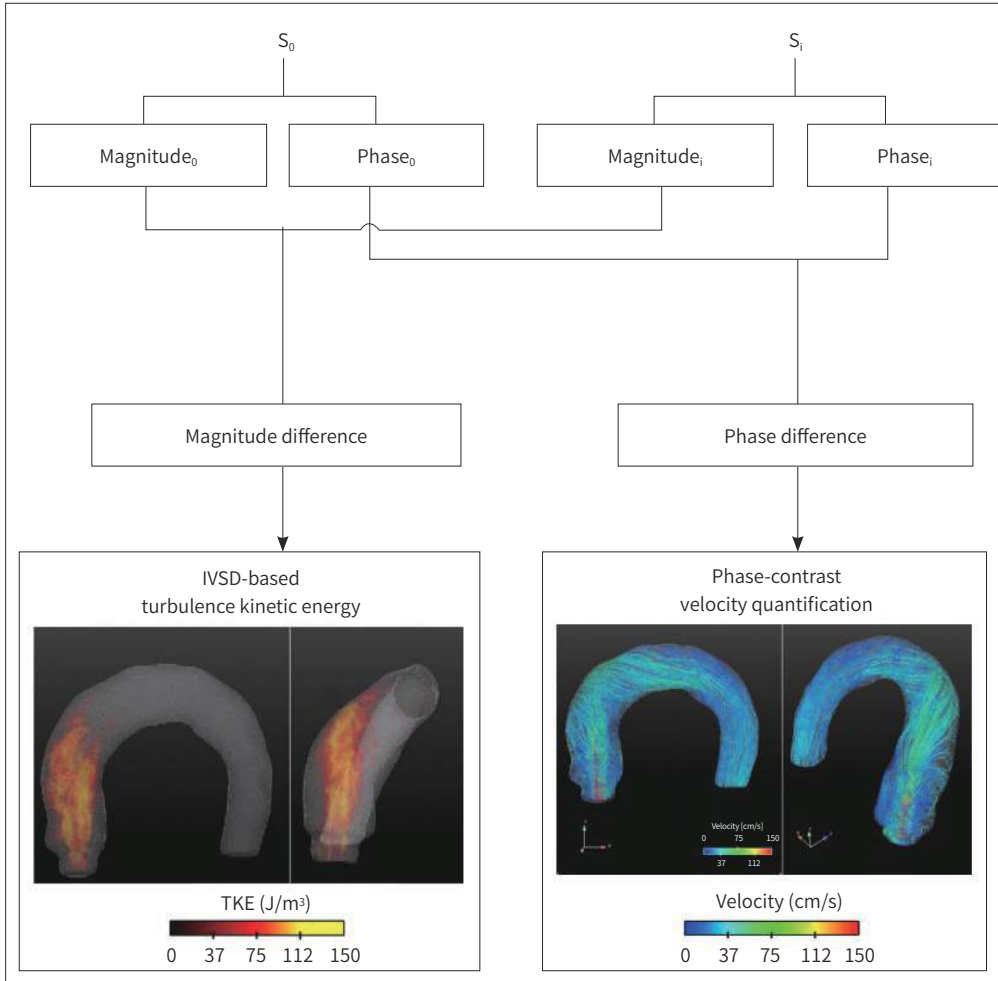 S₀
Sᵢ
Magnitude₀
Phase₀
Magnitudeᵢ
Phaseᵢ
Magnitude difference
Phase difference
IVSD-based
turbulence kinetic energy
Phase-contrast
velocity quantification
Velocity [cm/s]
0 75 150
37 112
TKE (J/m³)
0 37 75 112 150
Velocity (cm/s)
0 37 75 112 150